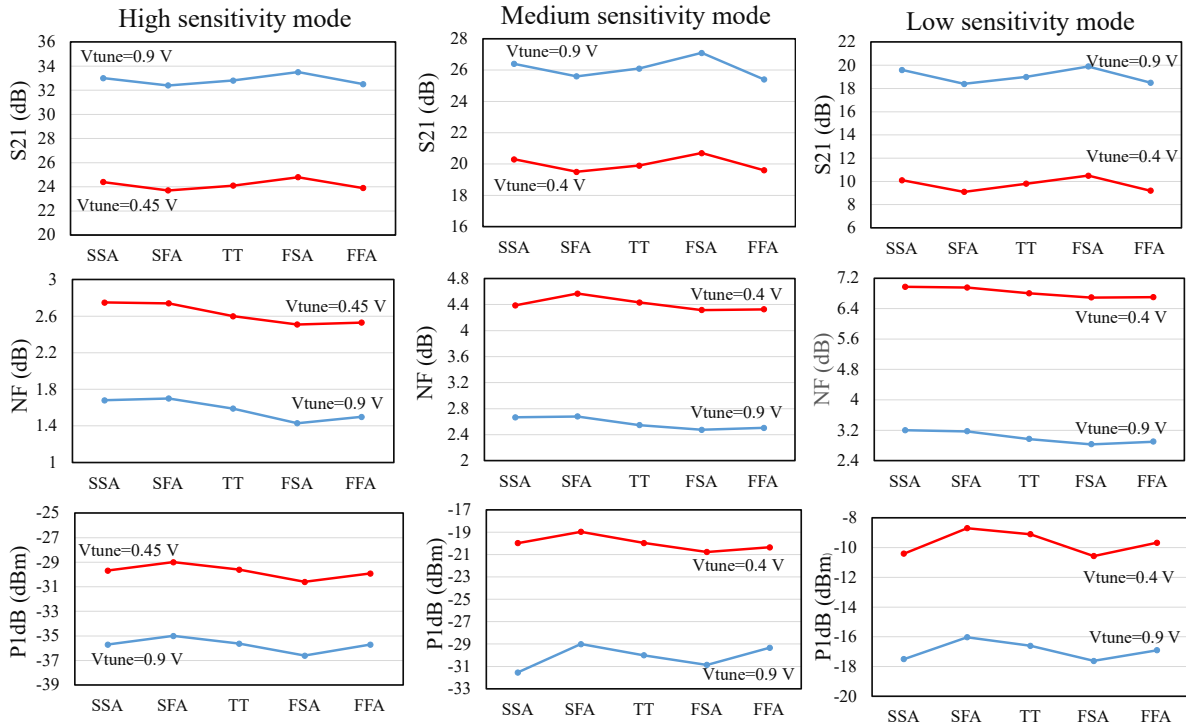 High sensitivity mode
Medium sensitivity mode
Low sensitivity mode
S21 (dB)
36
34
32
30
28
26
24
22
20
Vtune=0.9 V
Vtune=0.45 V
SSA SFA TT FSA FFA
S21 (dB)
28
26
24
22
20
18
16
Vtune=0.9 V
Vtune=0.4 V
SSA SFA TT FSA FFA
S21 (dB)
22
20
18
16
14
12
10
8
6
Vtune=0.9 V
Vtune=0.4 V
SSA SFA TT FSA FFA
NF (dB)
3
2.6
2.2
1.8
1.4
1
Vtune=0.45 V
Vtune=0.9 V
SSA SFA TT FSA FFA
NF (dB)
4.8
4.4
4
3.6
3.2
2.8
2.4
2
Vtune=0.4 V
Vtune=0.9 V
SSA SFA TT FSA FFA
NF (dB)
7.2
6.4
5.6
4.8
4
3.2
2.4
Vtune=0.4 V
Vtune=0.9 V
SSA SFA TT FSA FFA
P1dB (dBm)
-25
-27
-29
-31
-33
-35
-37
-39
Vtune=0.45 V
Vtune=0.9 V
SSA SFA TT FSA FFA
P1dB (dBm)
-17
-19
-21
-23
-25
-27
-29
-31
-33
Vtune=0.4 V
Vtune=0.9 V
SSA SFA TT FSA FFA
P1dB (dBm)
-8
-10
-12
-14
-16
-18
-20
Vtune=0.4 V
Vtune=0.9 V
SSA SFA TT FSA FFA